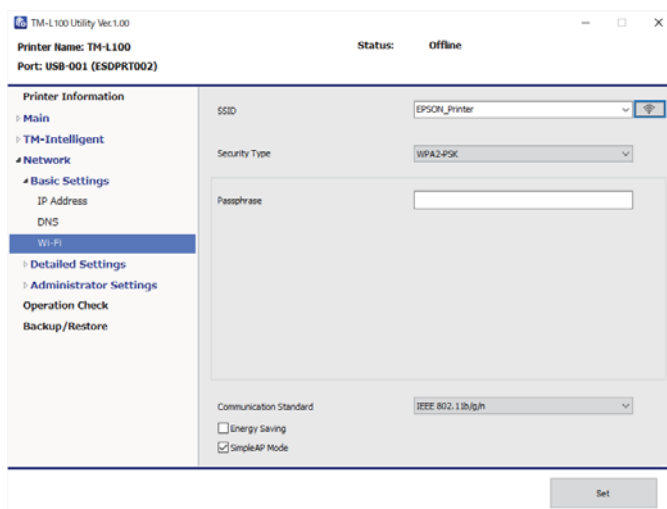 TM-L100 Utility Ver.1.00
Printer Name: TM-L100 Status: Offline
Port: USB-001 (ESDPRT002)
Printer Information
Main
TM-Intelligent
Network
Basic Settings
IP Address
DNS
Wi-Fi
Detailed Settings
Administrator Settings
Operation Check
Backup/Restore
SSID EPSON_Printer
Security Type WPA2-PSK
Passphrase
Communication Standard IEEE 802.11b/g/n
Energy Saving
SimpleAP Mode
Set